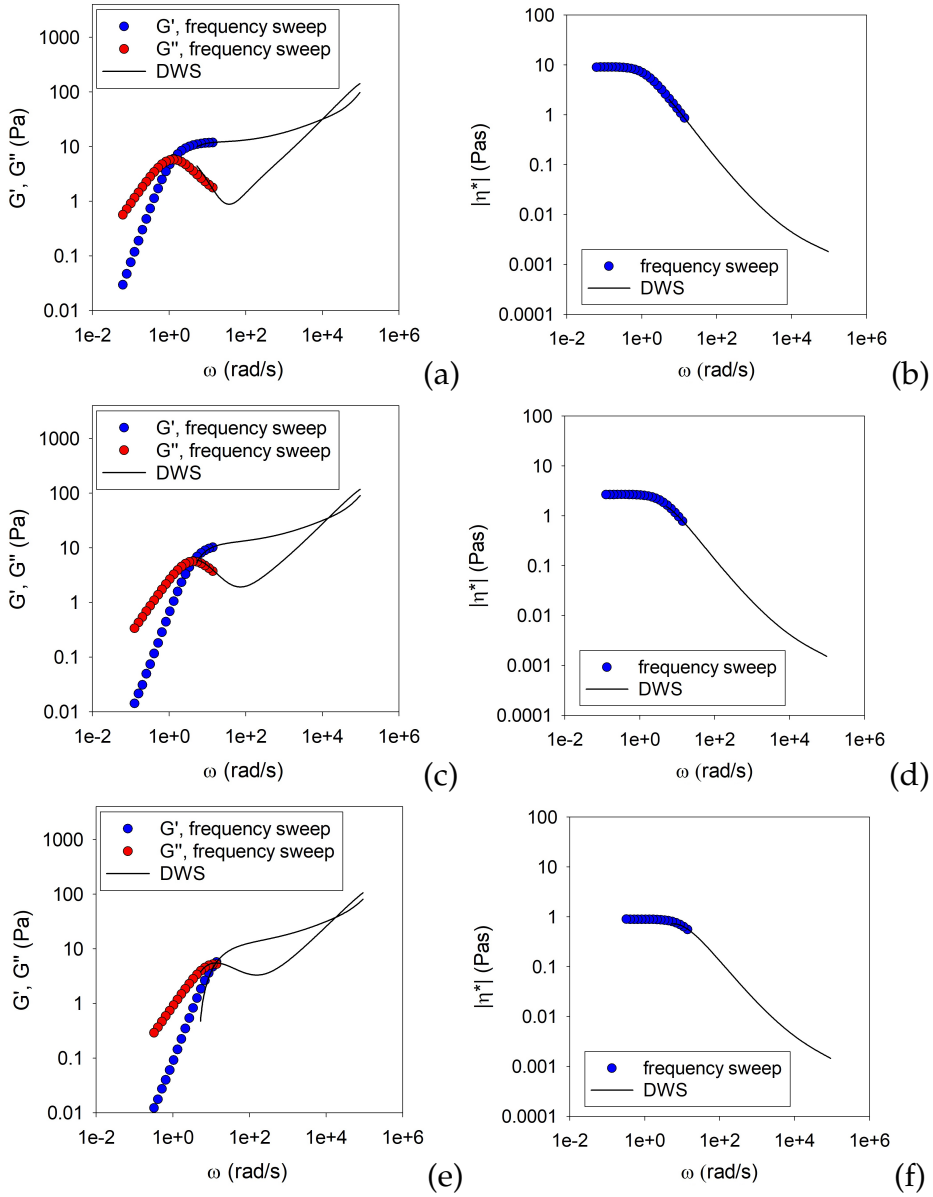 G', frequency sweep
G'', frequency sweep
DWS
G', G'' (Pa)
1000
100
10
1
0.1
0.01
1e-2 1e+0 1e+2 1e+4 1e+6
ω (rad/s)
(a)
|η*| (Pas)
100
10
1
0.1
0.01
0.001
0.0001
frequency sweep
DWS
1e-2 1e+0 1e+2 1e+4 1e+6
ω (rad/s)
(b)
G', frequency sweep
G'', frequency sweep
DWS
G', G'' (Pa)
1000
100
10
1
0.1
0.01
1e-2 1e+0 1e+2 1e+4 1e+6
ω (rad/s)
(c)
|η*| (Pas)
100
10
1
0.1
0.01
0.001
0.0001
frequency sweep
DWS
1e-2 1e+0 1e+2 1e+4 1e+6
ω (rad/s)
(d)
G', frequency sweep
G'', frequency sweep
DWS
G', G'' (Pa)
1000
100
10
1
0.1
0.01
1e-2 1e+0 1e+2 1e+4 1e+6
ω (rad/s)
(e)
|η*| (Pas)
100
10
1
0.1
0.01
0.001
0.0001
frequency sweep
DWS
1e-2 1e+0 1e+2 1e+4 1e+6
ω (rad/s)
(f)